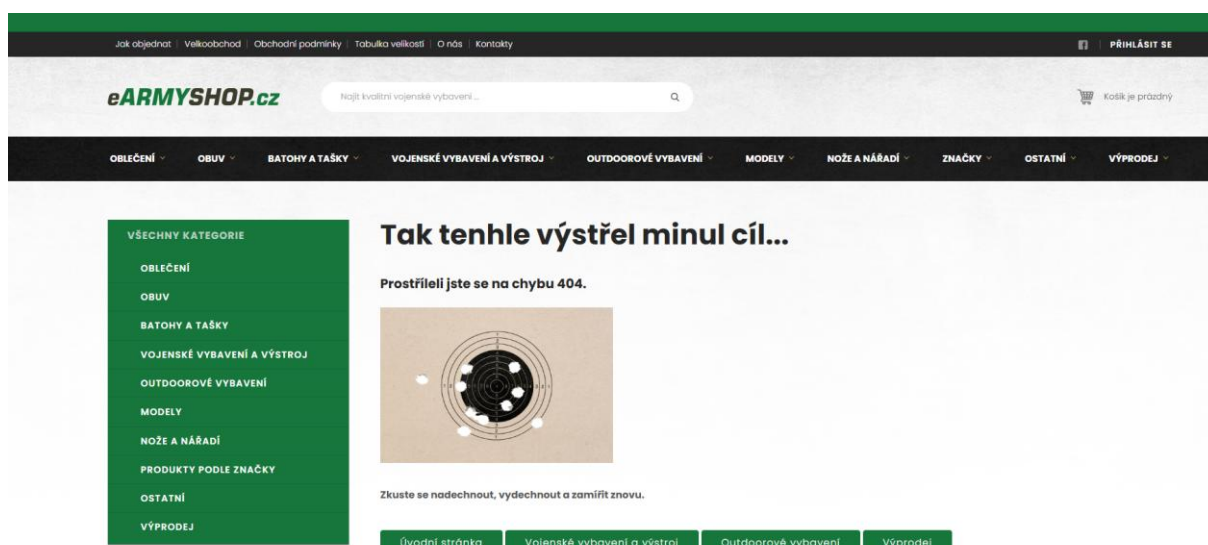 Jak objednat | Velkoobchod | Obchodní podmínky | Tabulka velikostí | O nás | Kontakty
PŘIHLÁSIT SE
eARMYSHOP.cz
Najít kvalitní vojenské vybavení ...
Košík je prázdný
OBLEČENÍ OBUV BATOHY A TAŠKY VOJENSKÉ VYBAVENÍ A VÝSTROJ OUTDOOROVÉ VYBAVENÍ MODELY NOŽE A NÁŘADÍ ZNAČKY OSTATNÍ VÝPRODEJ
VŠECHNY KATEGORIE
OBLEČENÍ
OBUV
BATOHY A TAŠKY
VOJENSKÉ VYBAVENÍ A VÝSTROJ
OUTDOOROVÉ VYBAVENÍ
MODELY
NOŽE A NÁŘADÍ
PRODUKTY PODLE ZNAČKY
OSTATNÍ
VÝPRODEJ
Tak tenhle výstřel minul cíl...
Prostříleli jste se na chybu 404.
Zkuste se nadechnout, vydechnout a zamířit znovu.
Úvodní stránka Vojenské vybavení a výstroj Outdoorové vybavení Výprodej